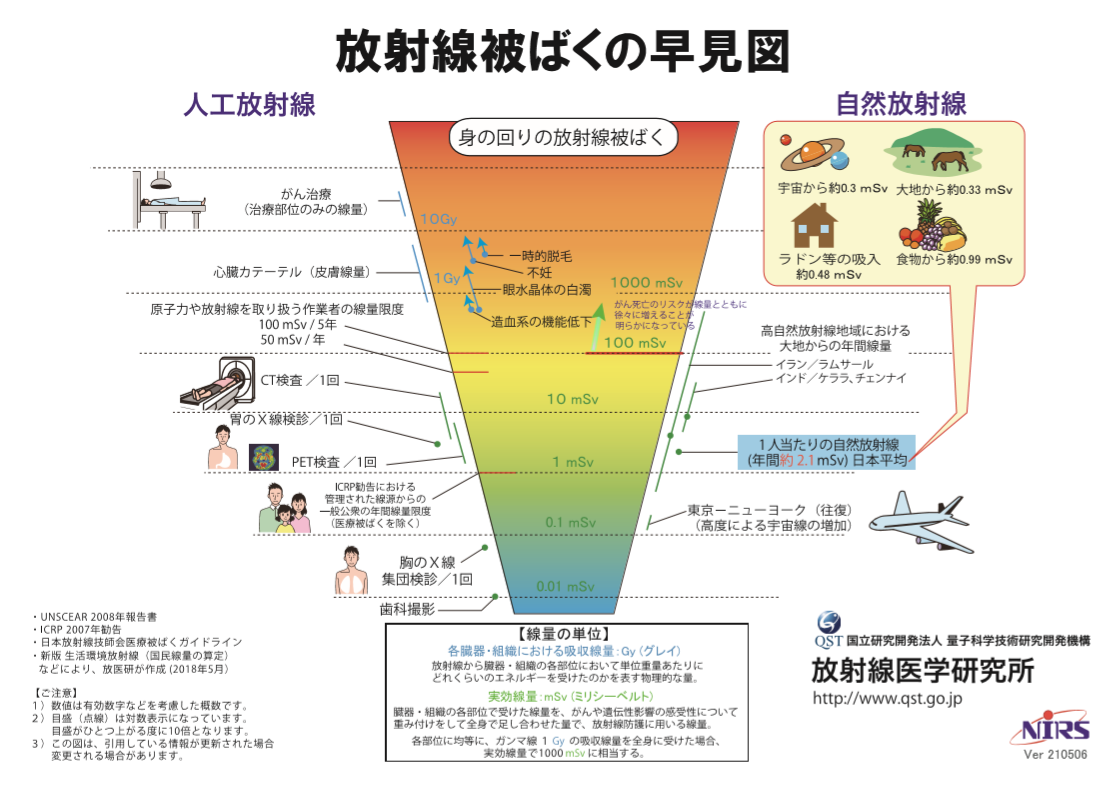 放射線被ばくの早見図
人工放射線
自然放射線
身の回りの放射線被ばく
がん治療
（治療部位のみの線量）
10Gy
心臓カテーテル（皮膚線量）
1Gy
一時的脱毛
不妊
眼水晶体の白濁
造血系の機能低下
原子力や放射線を取り扱う作業者の線量限度
100 mSv / 5年
50 mSv / 年
CT検査 ／1回
胃のX線検診／1回
PET検査 ／1回
ICRP勧告における
管理された線源からの
一般公衆の年間線量限度
（医療被ばくを除く）
胸のX線
集団検診／1回
歯科撮影
1000 mSv
がん死亡のリスクが線量とともに
徐々に増えることが
明らかになっている
100 mSv
10 mSv
1 mSv
0.1 mSv
0.01 mSv
宇宙から約0.3 mSv
大地から約0.33 mSv
ラドン等の吸入
約0.48 mSv
食物から約0.99 mSv
高自然放射線地域における
大地からの年間線量
イラン／ラムサール
インド／ケララ、チェンナイ
1人当たりの自然放射線
(年間約 2.1mSv) 日本平均
東京ーニューヨーク（往復）
（高度による宇宙線の増加）
・UNSCEAR 2008年報告書
・ICRP 2007年勧告
・日本放射線技師会医療被ばくガイドライン
・新版 生活環境放射線（国民線量の算定）
などにより、放医研が作成 (2018年5月)
【ご注意】
1）数値は有効数字などを考慮した概数です。
2）目盛（点線）は対数表示になっています。
目盛がひとつ上がる度に10倍となります。
3）この図は、引用している情報が更新された場合
変更される場合があります。
【線量の単位】
各臓器・組織における吸収線量：Gy（グレイ）
放射線から臓器・組織の各部位において単位重量あたりに
どれくらいのエネルギーを受けたのかを表す物理的な量。
実効線量：mSv（ミリシーベルト）
臓器・組織の各部位で受けた線量を、がんや遺伝性影響の感受性について
重み付けをして全身で足し合わせた量で、放射線防護に用いる線量。
各部位に均等に、ガンマ線 1 Gy の吸収線量を全身に受けた場合、
実効線量で1000 mSv に相当する。
QST 国立研究開発法人 量子科学技術研究開発機構
放射線医学研究所
http://www.qst.go.jp
NIRS
Ver 210506